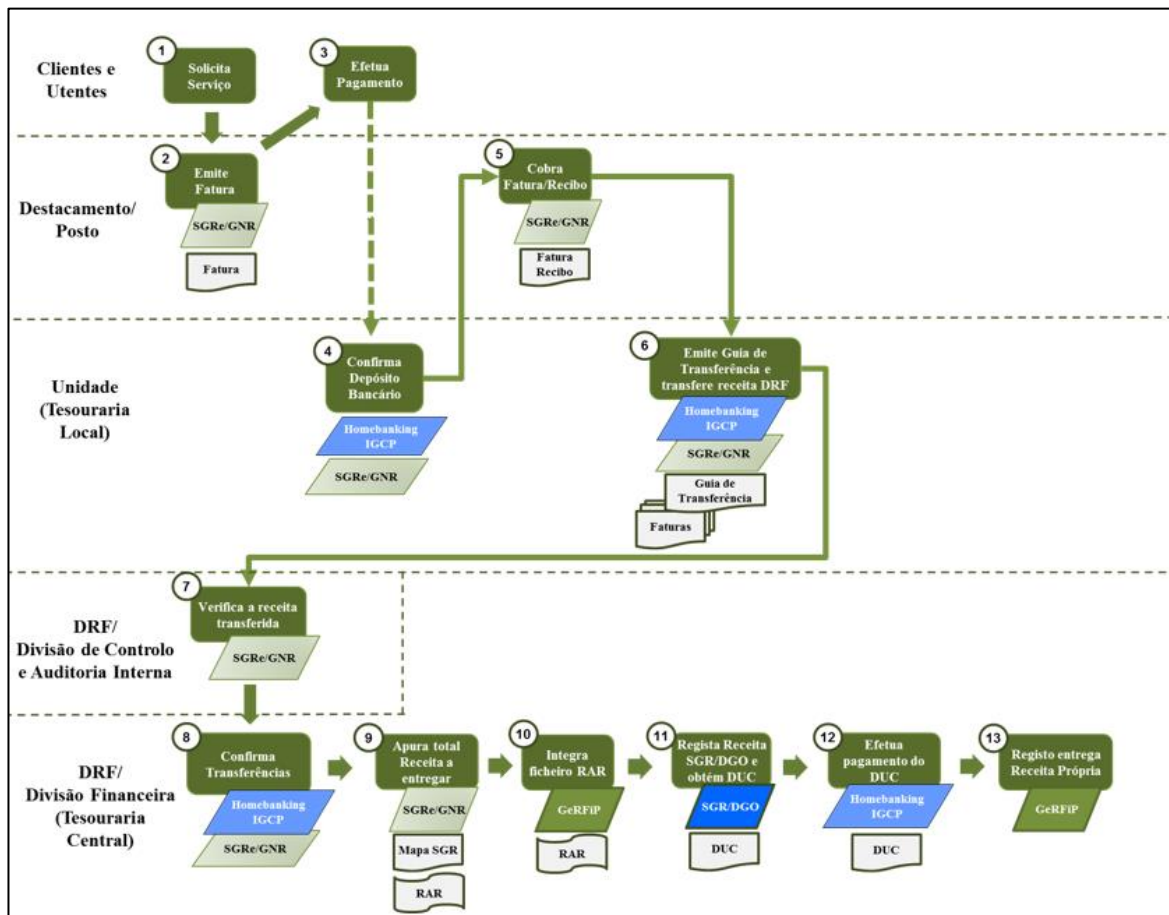 Clientes e
Utentes
1
Solicita
Serviço
3
Efetua
Pagamento
Destacamento/
Posto
2
Emite
Fatura
SGRe/GNR
Fatura
5
Cobra
Fatura/Recibo
SGRe/GNR
Fatura
Recibo
Unidade
(Tesouraria
Local)
4
Confirma
Depósito
Bancário
Homebanking
IGCP
SGRe/GNR
6
Emite Guia de
Transferência e
transfere receita DRF
Homebanking
IGCP
SGRe/GNR
Guia de
Transferência
Faturas
DRF/
Divisão de Controlo
e Auditoria Interna
7
Verifica a receita
transferida
SGRe/GNR
DRF/
Divisão Financeira
(Tesouraria
Central)
8
Confirma
Transferências
Homebanking
IGCP
SGRe/GNR
9
Apura total
Receita a
entregar
SGRe/GNR
Mapa SGR
RAR
10
Integra
ficheiro RAR
GeRFiP
RAR
11
Regista Receita
SGR/DGO e
obtém DUC
SGR/DGO
DUC
12
Efetua
pagamento do
DUC
Homebanking
IGCP
DUC
13
Registo entrega
Receita Própria
GeRFiP